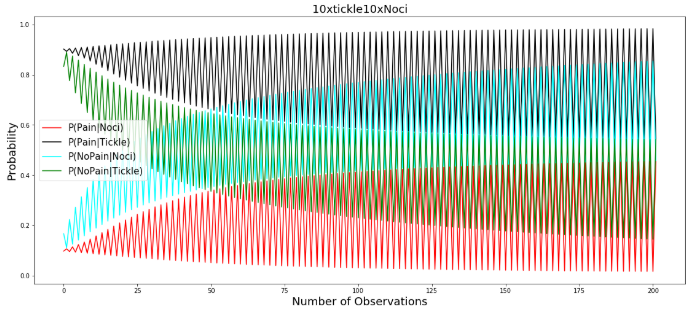 10xtickle10xNoci
Probability
1.0
0.8
0.6
0.4
0.2
0.0
P(Pain|Noci)
P(Pain|Tickle)
P(NoPain|Noci)
P(NoPain|Tickle)
0 25 50 75 100 125 150 175 200
Number of Observations